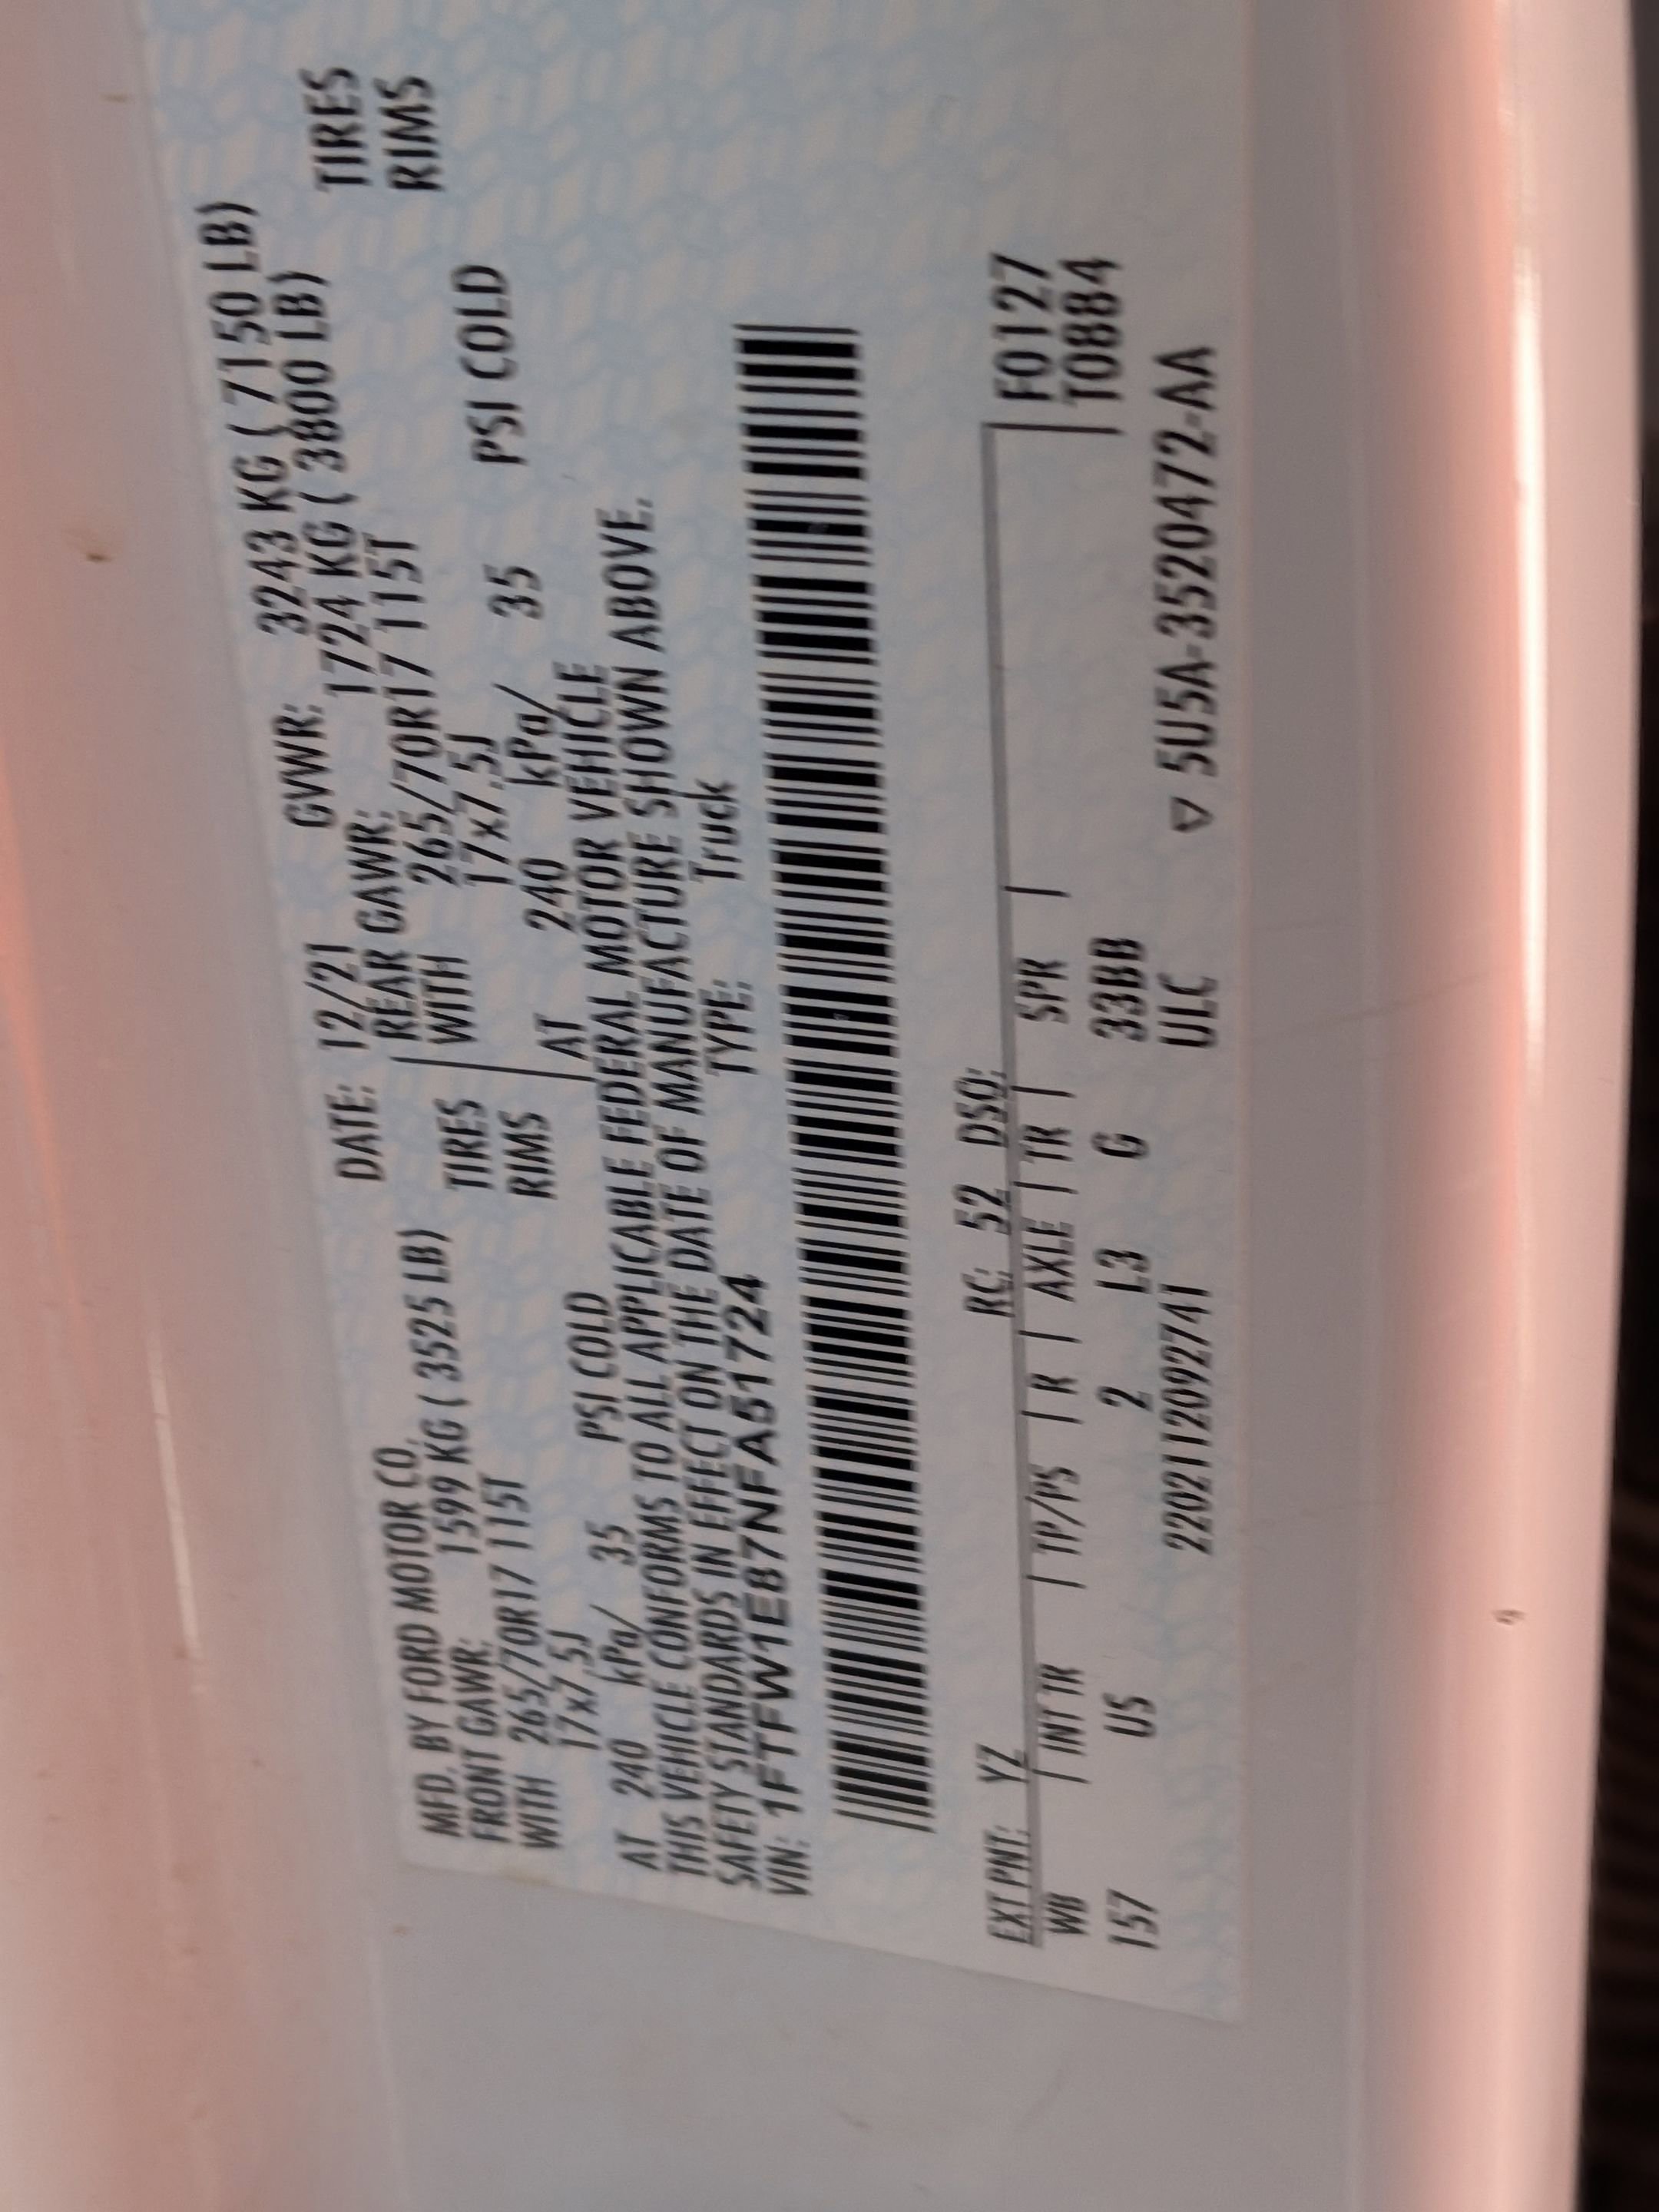 MFD. BY FORD MOTOR CO. DATE: 12/21 GVWR: 3243 KG ( 7150 LB)
FRONT GAWR: 1599 KG ( 3525 LB) REAR GAWR: 1724 KG ( 3800 LB)
WITH 265/70R17 115T TIRES WITH 265/70R17 115T TIRES
17x7.5J RIMS 17x7.5J RIMS
AT 240 kPa/ 35 PSI COLD AT 240 kPa/ 35 PSI COLD
THIS VEHICLE CONFORMS TO ALL APPLICABLE FEDERAL MOTOR VEHICLE
SAFETY STANDARDS IN EFFECT ON THE DATE OF MANUFACTURE SHOWN ABOVE.
VIN: 1FTFW1E87NFA51724 TYPE: Truck
EXT PNT: YZ RC: 52 DSO: F0127
WB | INT TR | TP/PS | R | AXLE | TR | SPR | T0884
157 US 2 L3 G 33BB
220211209274T ULC ▽ 5U5A-3520472-AA